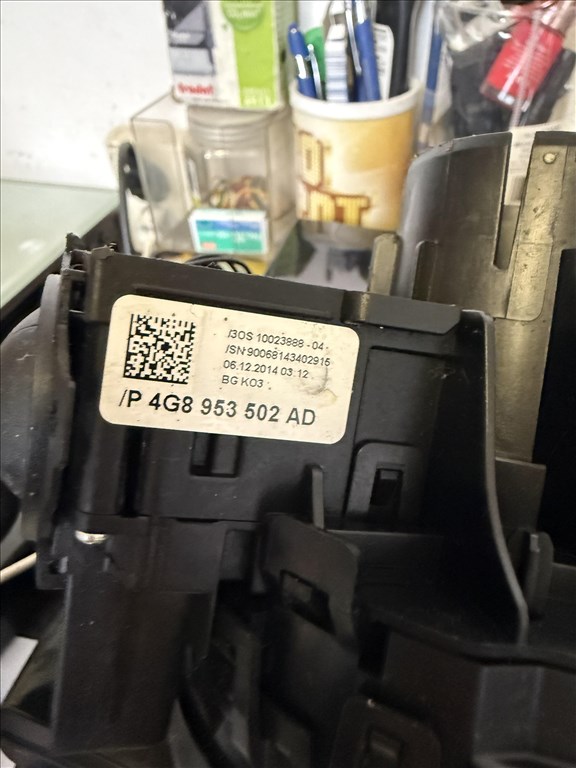 /3OS 10023888 - 04
/SN:90068143402915
06.12.2014 03:12
BG KO3
/P 4G8 953 502 AD